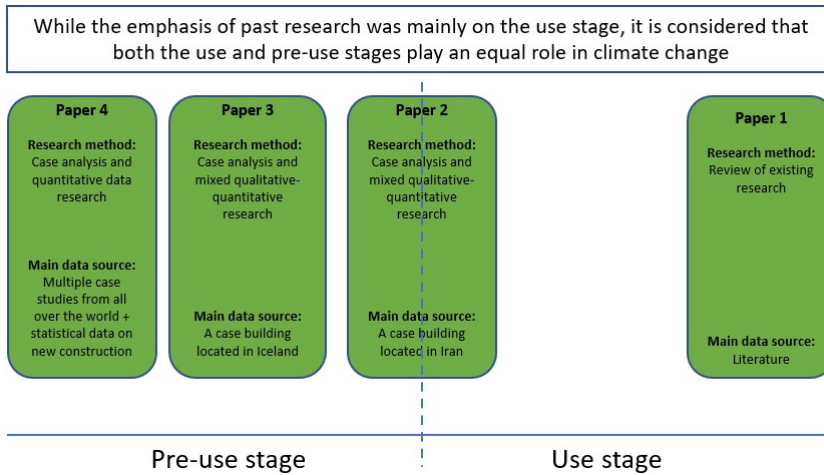 While the emphasis of past research was mainly on the use stage, it is considered that
both the use and pre-use stages play an equal role in climate change
Paper 4
Research method:
Case analysis and
quantitative data
research
Main data source:
Multiple case
studies from all
over the world +
statistical data on
new construction
Paper 3
Research method:
Case analysis and
mixed qualitative-
quantitative
research
Main data source:
A case building
located in Iceland
Paper 2
Research method:
Case analysis and
mixed qualitative-
quantitative
research
Main data source:
A case building
located in Iran
Paper 1
Research method:
Review of existing
research
Main data source:
Literature
Pre-use stage
Use stage